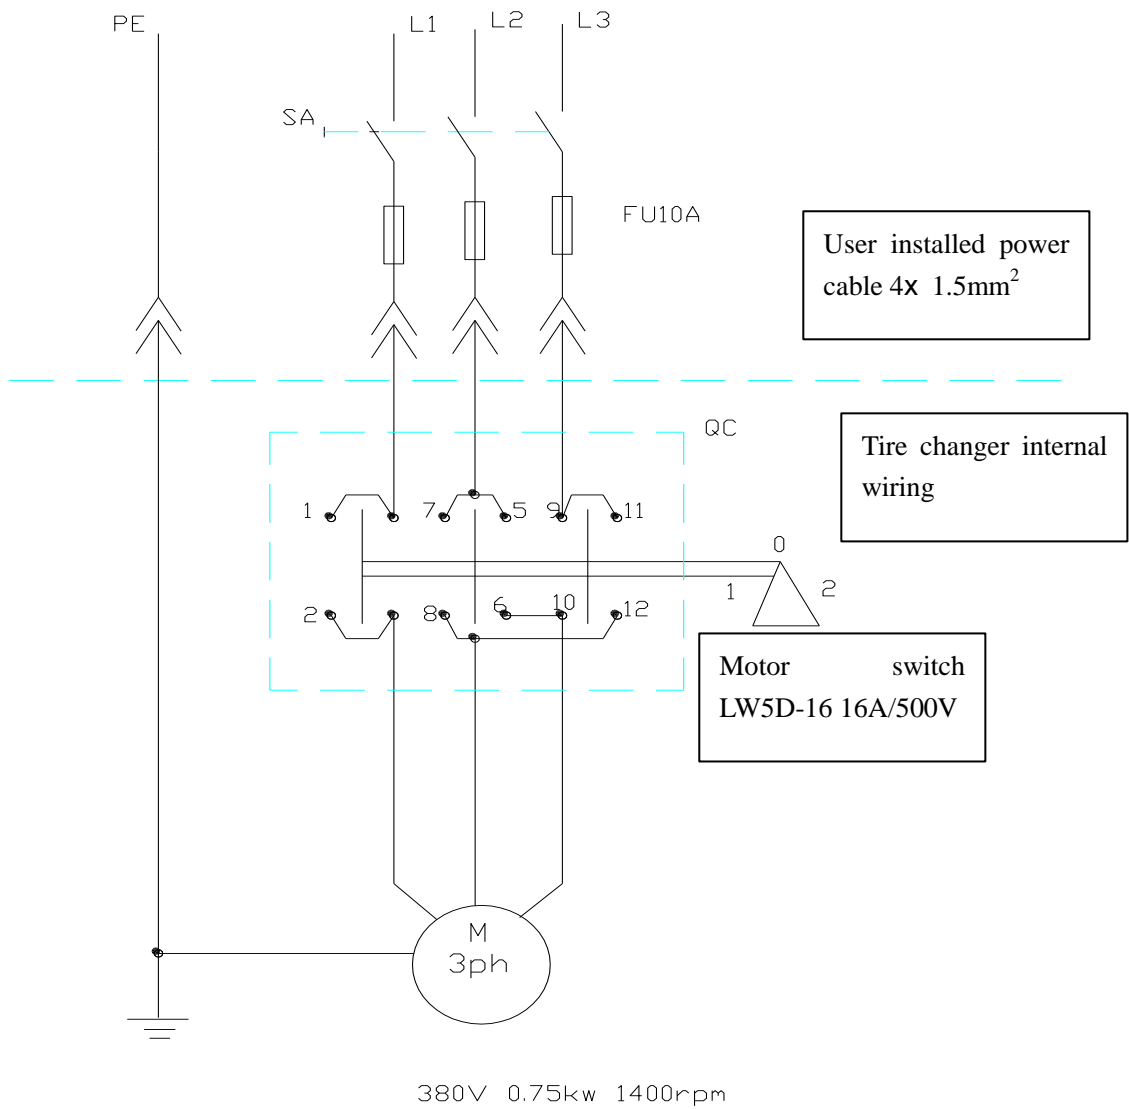 PE
L1
L2
L3
SA
FU10A
User installed power
cable 4x 1.5mm²
QC
Tire changer internal
wiring
1
7
5
9
11
0
1
2
2
8
6
10
12
Motor switch
LW5D-16 16A/500V
M
3ph
380V 0.75kw 1400rpm